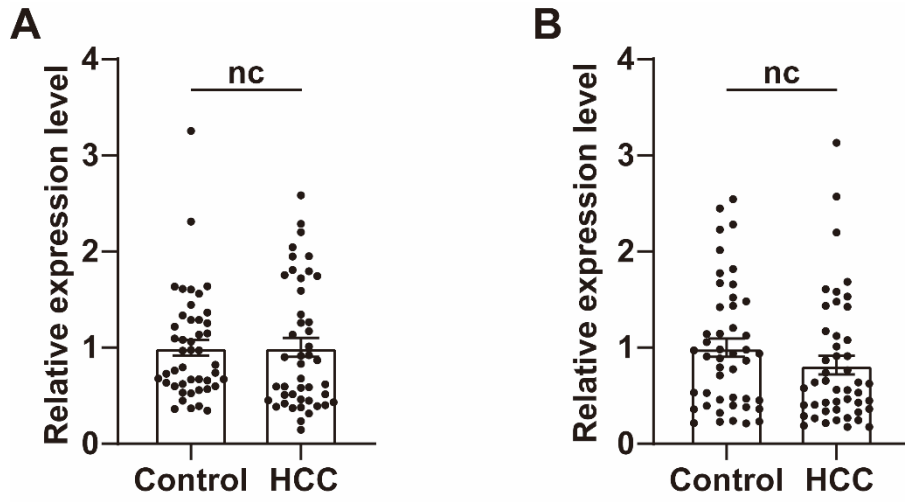 A
Relative expression level
4
3
2
1
0
nc
Control HCC
B
Relative expression level
4
3
2
1
0
nc
Control HCC